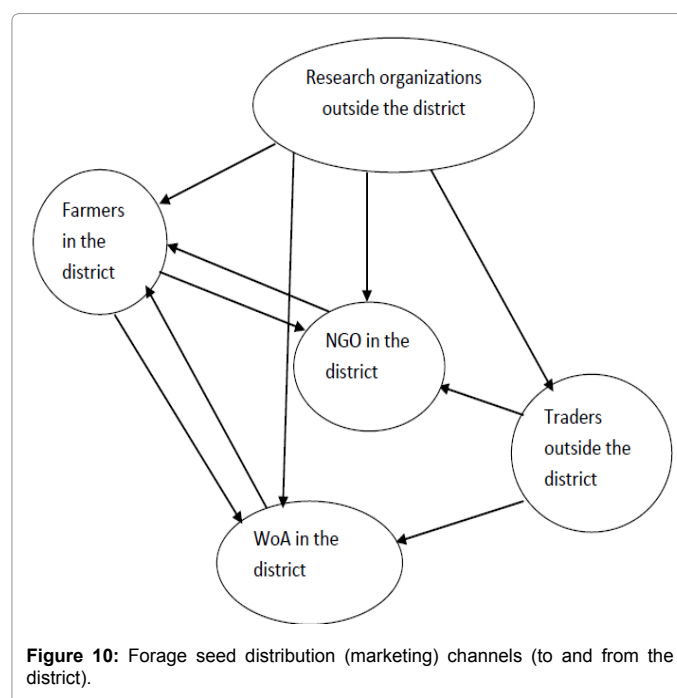 Research organizations
outside the district
Farmers
in the
district
NGO in the
district
Traders
outside the
district
WoA in the
district
Figure 10: Forage seed distribution (marketing) channels (to and from the
district).